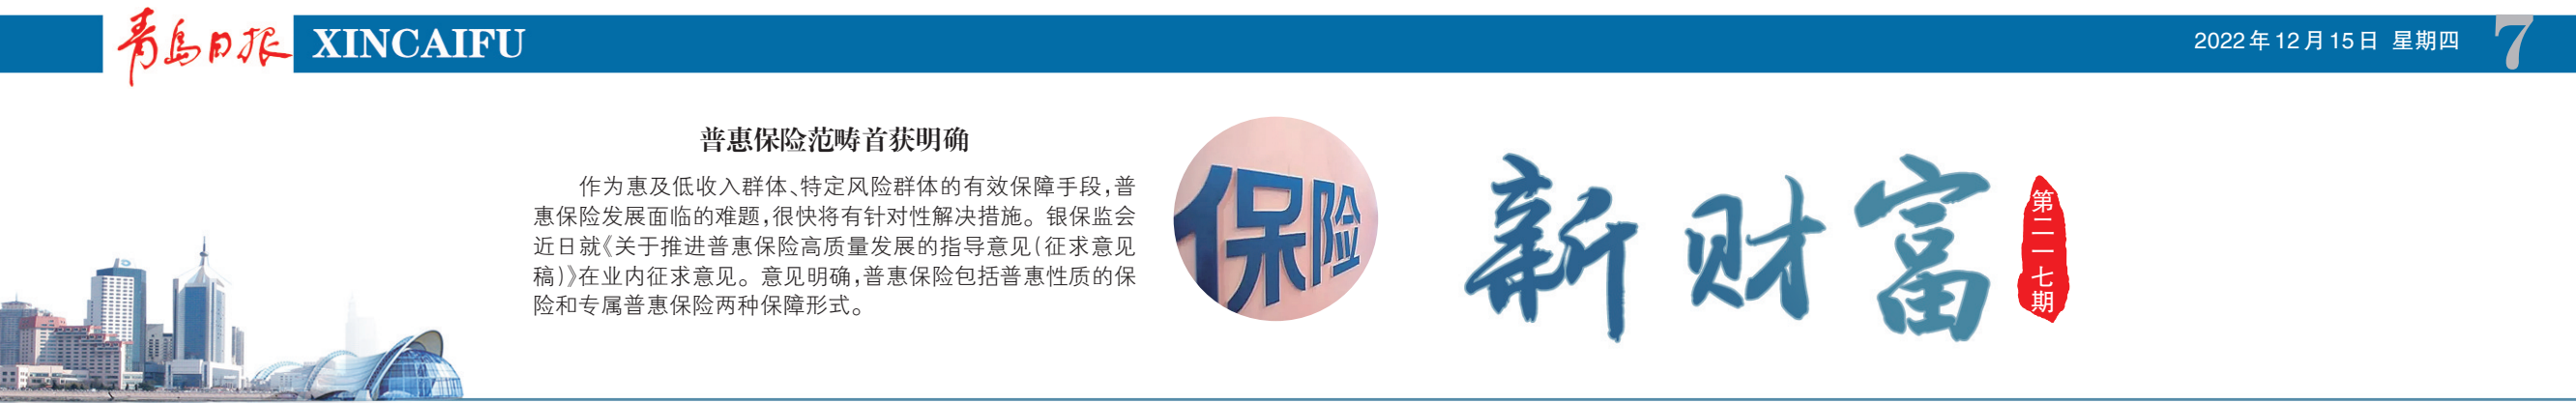 青岛日报
XINCAIFU
2022年12月15日 星期四
7
普惠保险范畴首获明确
作为惠及低收入群体、特定风险群体的有效保障手段，普
惠保险发展面临的难题，很快将有针对性解决措施。银保监会
近日就《关于推进普惠保险高质量发展的指导意见（征求意见
稿）》在业内征求意见。意见明确，普惠保险包括普惠性质的保
险和专属普惠保险两种保障形式。
保险
新财富
第二一七期